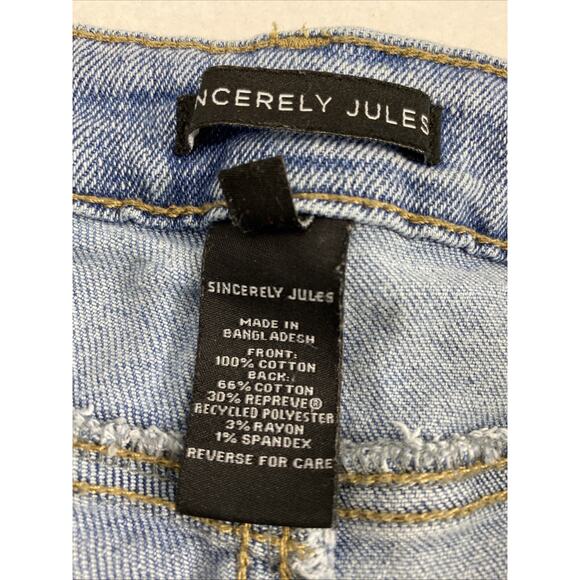 NCERELY JULES
SINCERELY JULES
MADE IN
BANGLADESH
FRONT:
100% COTTON
BACK:
66% COTTON
30% REPREVE®
RECYCLED POLYESTER
3% RAYON
1% SPANDEX
REVERSE FOR CARE